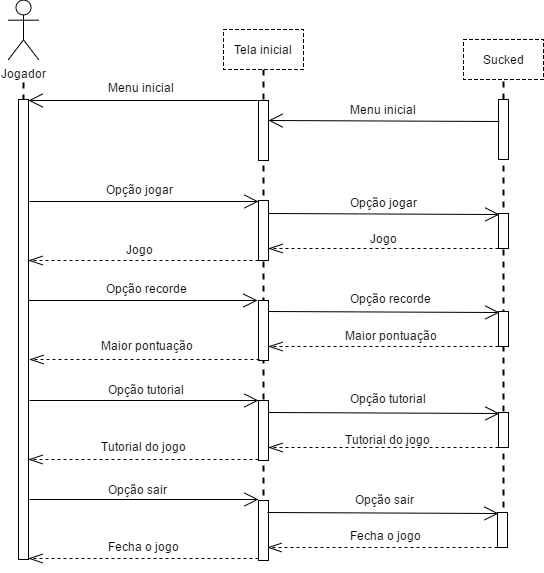 Tela inicial
Sucked
Jogador
Menu inicial
Menu inicial
Opção jogar
Opção jogar
Jogo
Jogo
Opção recorde
Opção recorde
Maior pontuação
Maior pontuação
Opção tutorial
Opção tutorial
Tutorial do jogo
Tutorial do jogo
Opção sair
Opção sair
Fecha o jogo
Fecha o jogo